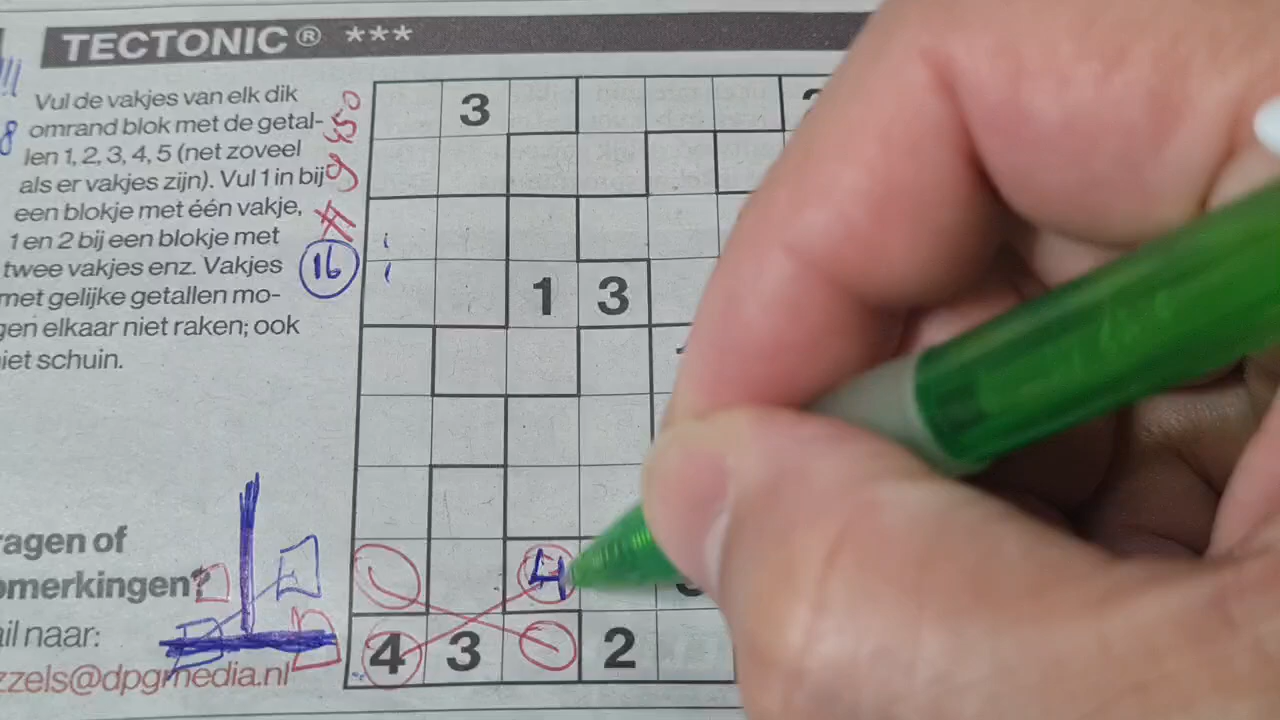 TECTONIC® ***
Vul de vakjes van elk dik
omrand blok met de getal-
len 1, 2, 3, 4, 5 (net zoveel
als er vakjes zijn). Vul 1 in bij
een blokje met één vakje,
1 en 2 bij een blokje met
twee vakjes enz. Vakjes
met gelijke getallen mo-
gen elkaar niet raken; ook
iet schuin.
16
3
1 3
4
4 3 2
ragen of
omerkingen?
ail naar:
zzels@dpgmedia.nl